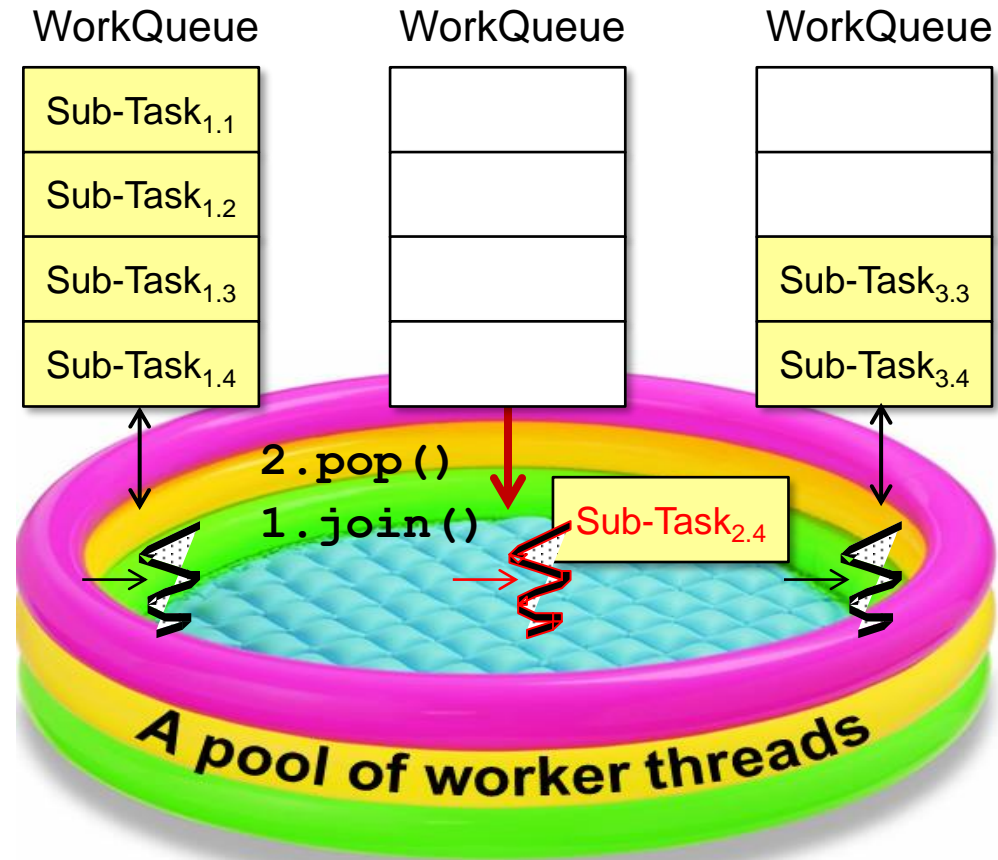 WorkQueue WorkQueue WorkQueue
Sub-Task1.1
Sub-Task1.2
Sub-Task1.3 Sub-Task3.3
Sub-Task1.4 Sub-Task3.4
2.pop()
1.join() Sub-Task2.4
A pool of worker threads